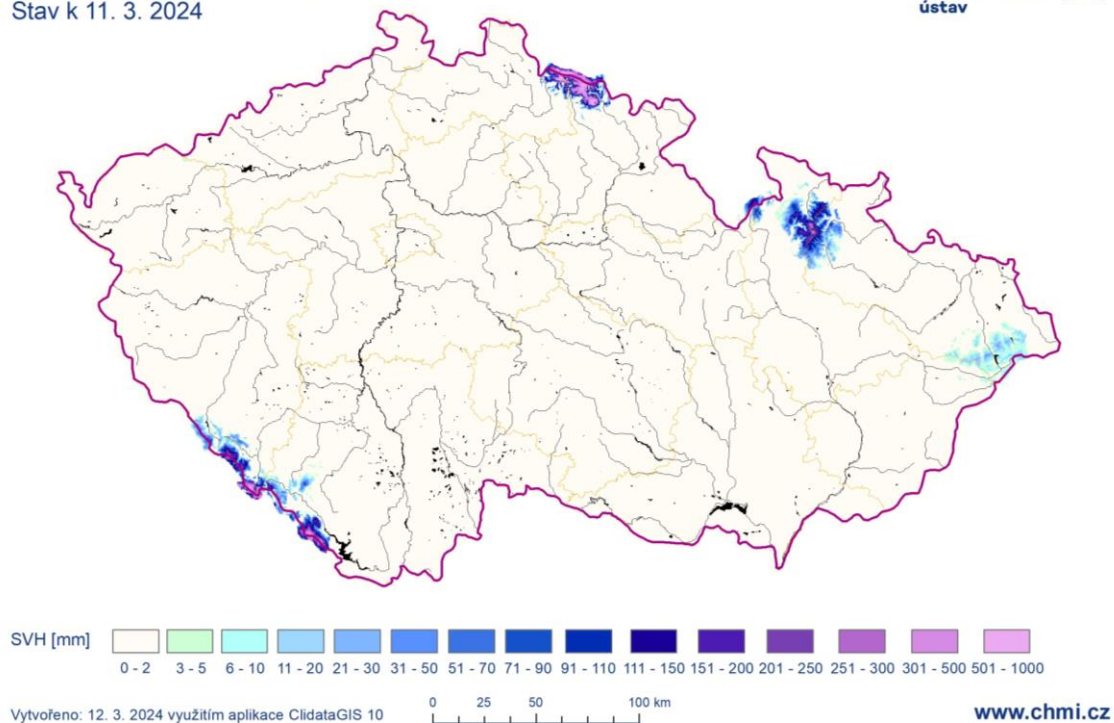 Stav k 11. 3. 2024
ústav
SVH [mm]
0 - 2 3 - 5 6 - 10 11 - 20 21 - 30 31 - 50 51 - 70 71 - 90 91 - 110 111 - 150 151 - 200 201 - 250 251 - 300 301 - 500 501 - 1000
0 25 50 100 km
Vytvořeno: 12. 3. 2024 využitím aplikace ClidataGIS 10
www.chmi.cz